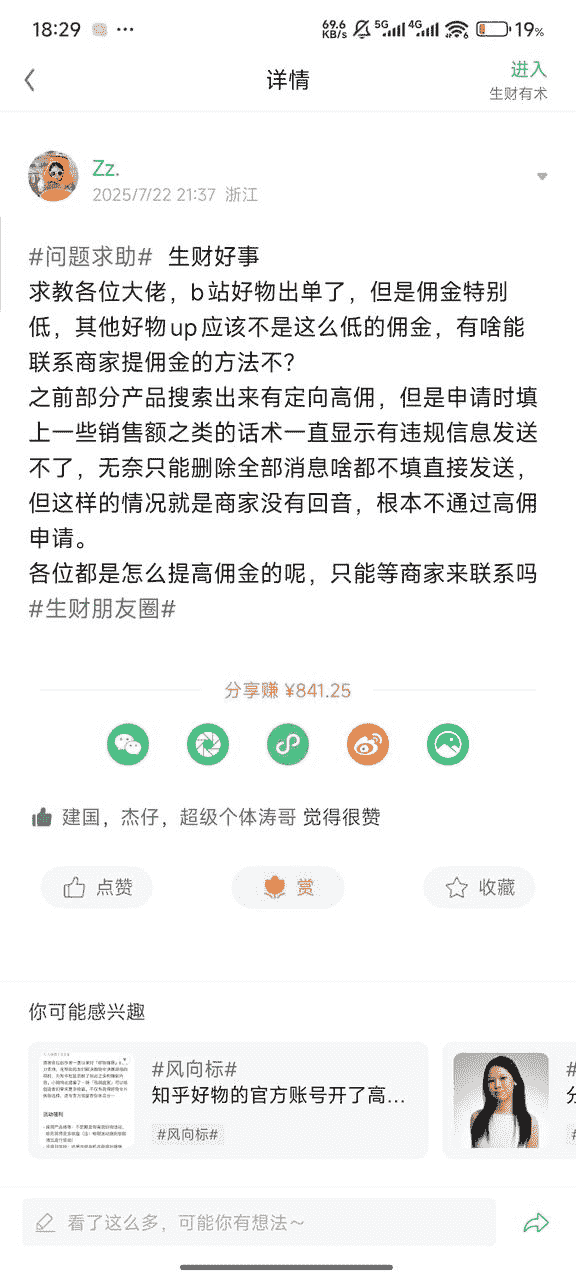 18:29 ... 69.6 KB/s 5G 4G 6 19%
详情
进入
生财有术
Zz.
2025/7/22 21:37 浙江
#问题求助# 生财好事
求教各位大佬，b站好物出单了，但是佣金特别
低，其他好物up应该不是这么低的佣金，有啥能
联系商家提佣金的方法不？
之前部分产品搜索出来有定向高佣，但是申请时填
上一些销售额之类的话术一直显示有违规信息发送
不了，无奈只能删除全部消息啥都不填直接发送，
但这样的情况就是商家没有回音，根本不通过高佣
申请。
各位都是怎么提高佣金的呢，只能等商家来联系吗
#生财朋友圈#
分享赚 ¥841.25
建国，杰仔，超级个体涛哥 觉得很赞
点赞
赏
收藏
你可能感兴趣
#风向标#
知乎好物的官方账号开了高...
#风向标#
活动福利
看了这么多，可能你有想法～